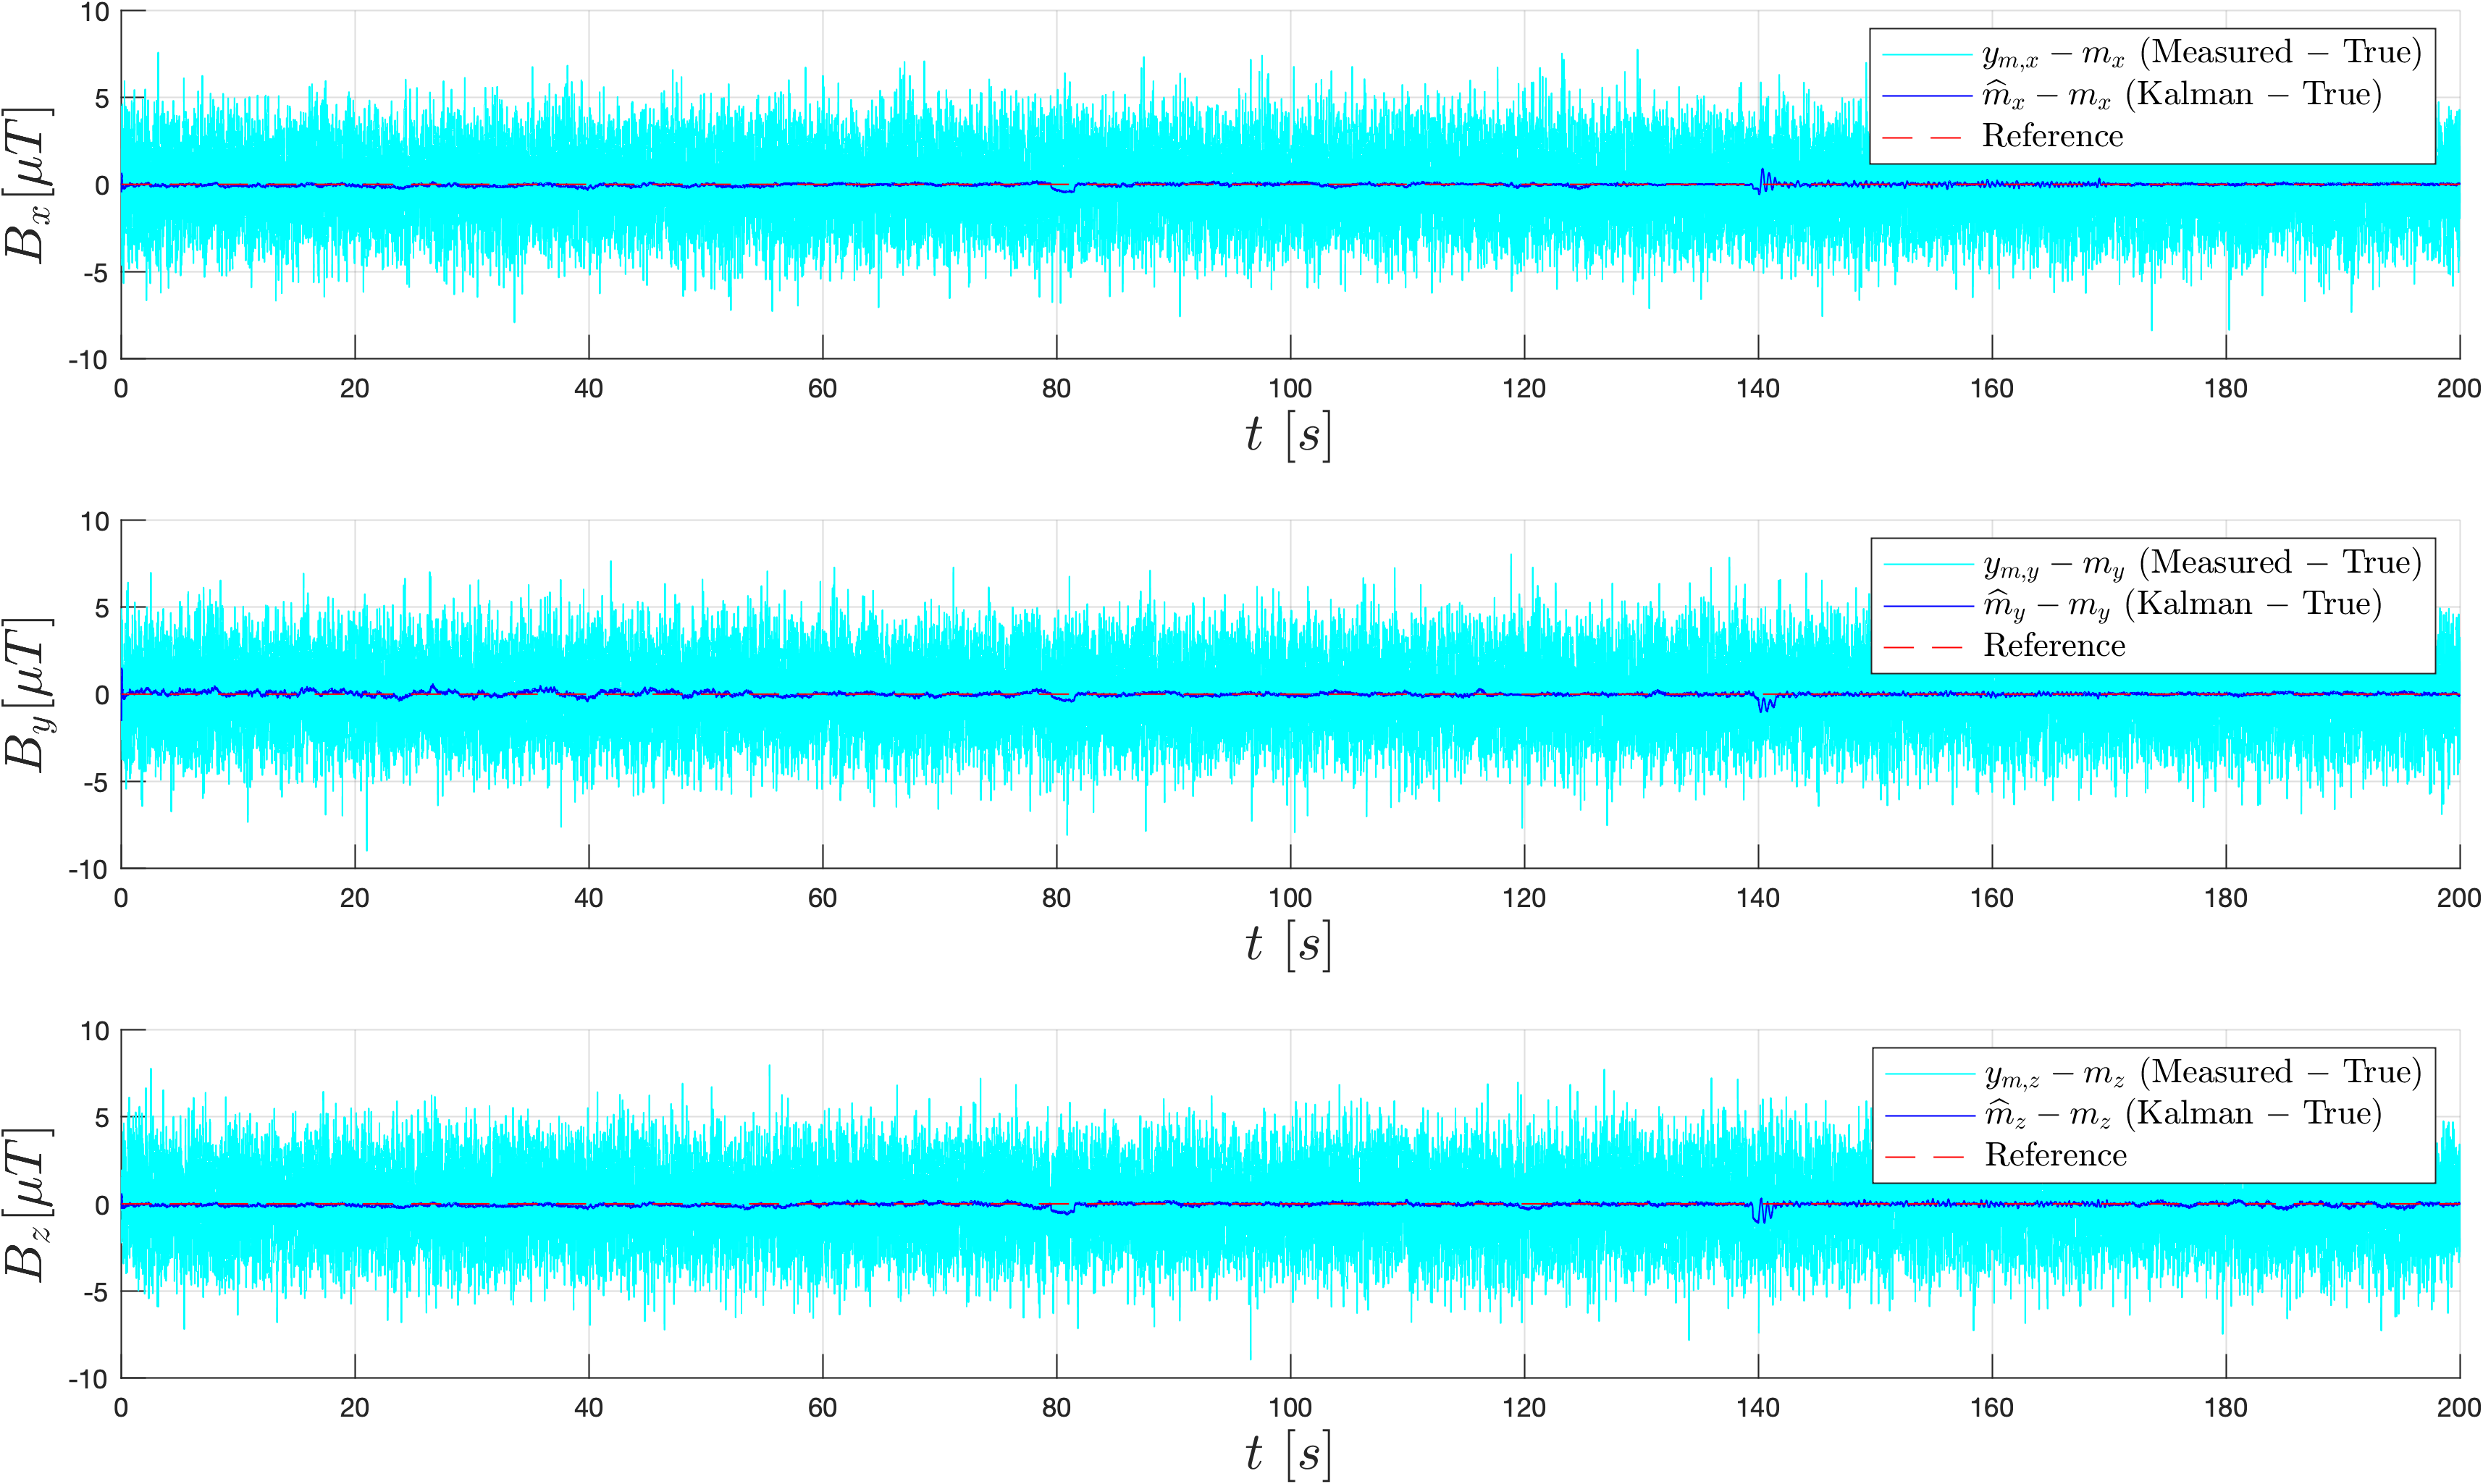 10
5
0
-5
-10
B_x [μT]
y_{m,x} − m_x (Measured − True)
m̂_x − m_x (Kalman − True)
Reference
0 20 40 60 80 100 120 140 160 180 200
t [s]
10
5
0
-5
-10
B_y [μT]
y_{m,y} − m_y (Measured − True)
m̂_y − m_y (Kalman − True)
Reference
0 20 40 60 80 100 120 140 160 180 200
t [s]
10
5
0
-5
-10
B_z [μT]
y_{m,z} − m_z (Measured − True)
m̂_z − m_z (Kalman − True)
Reference
0 20 40 60 80 100 120 140 160 180 200
t [s]